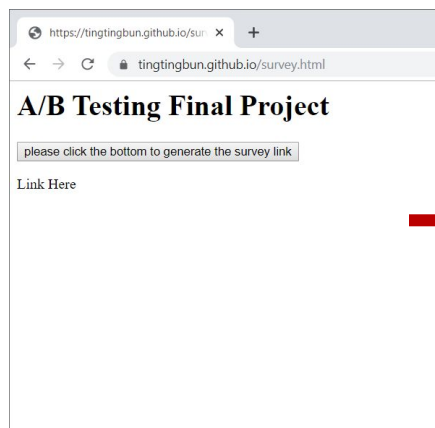 https://tingtingbun.github.io/sur
tingtingbun.github.io/survey.html
A/B Testing Final Project
please click the bottom to generate the survey link
Link Here